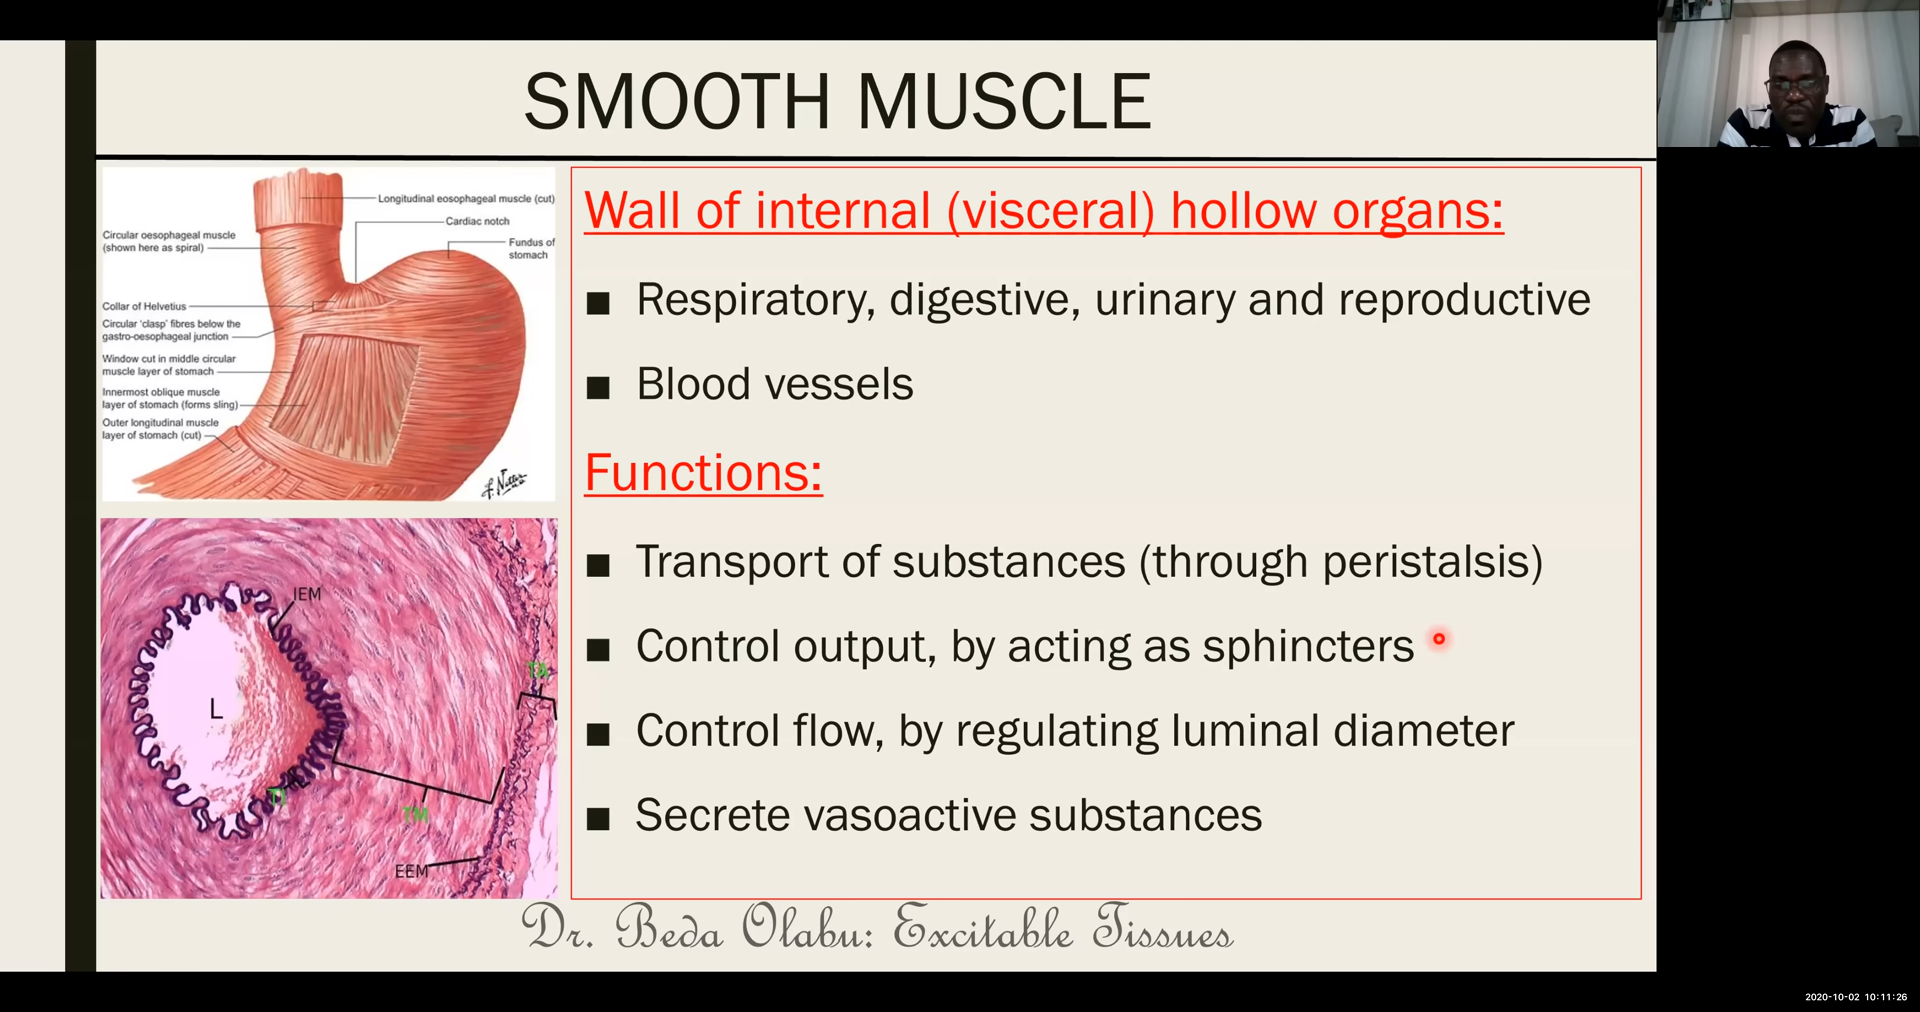 SMOOTH MUSCLE
Longitudinal eosophageal muscle (cut)
Cardiac notch
Circular oesophageal muscle
(shown here as spiral)
Fundus of
stomach
Collar of Helvetius
Circular 'clasp' fibres below the
gastro-oesophageal junction
Window cut in middle circular
muscle layer of stomach
Innermost oblique muscle
layer of stomach (forms sling)
Outer longitudinal muscle
layer of stomach (cut)
IEM
TA
L
TI
TM
EEM
Wall of internal (visceral) hollow organs:
■ Respiratory, digestive, urinary and reproductive
■ Blood vessels
Functions:
■ Transport of substances (through peristalsis)
■ Control output, by acting as sphincters
■ Control flow, by regulating luminal diameter
■ Secrete vasoactive substances
Dr. Beda Olabu: Excitable Tissues
2020-10-02 10:11:26